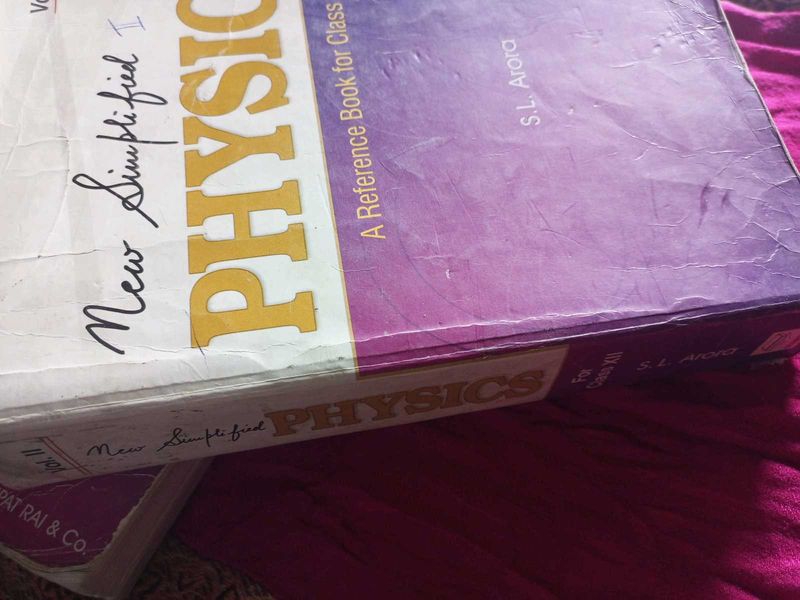 New Simplified
PHYSIC
A Reference Book for Class
S.L. Arora
Vol. II
New Simplified
PHYSICS
For
Class XII
S. L. Arora
PAT RAI & Co.